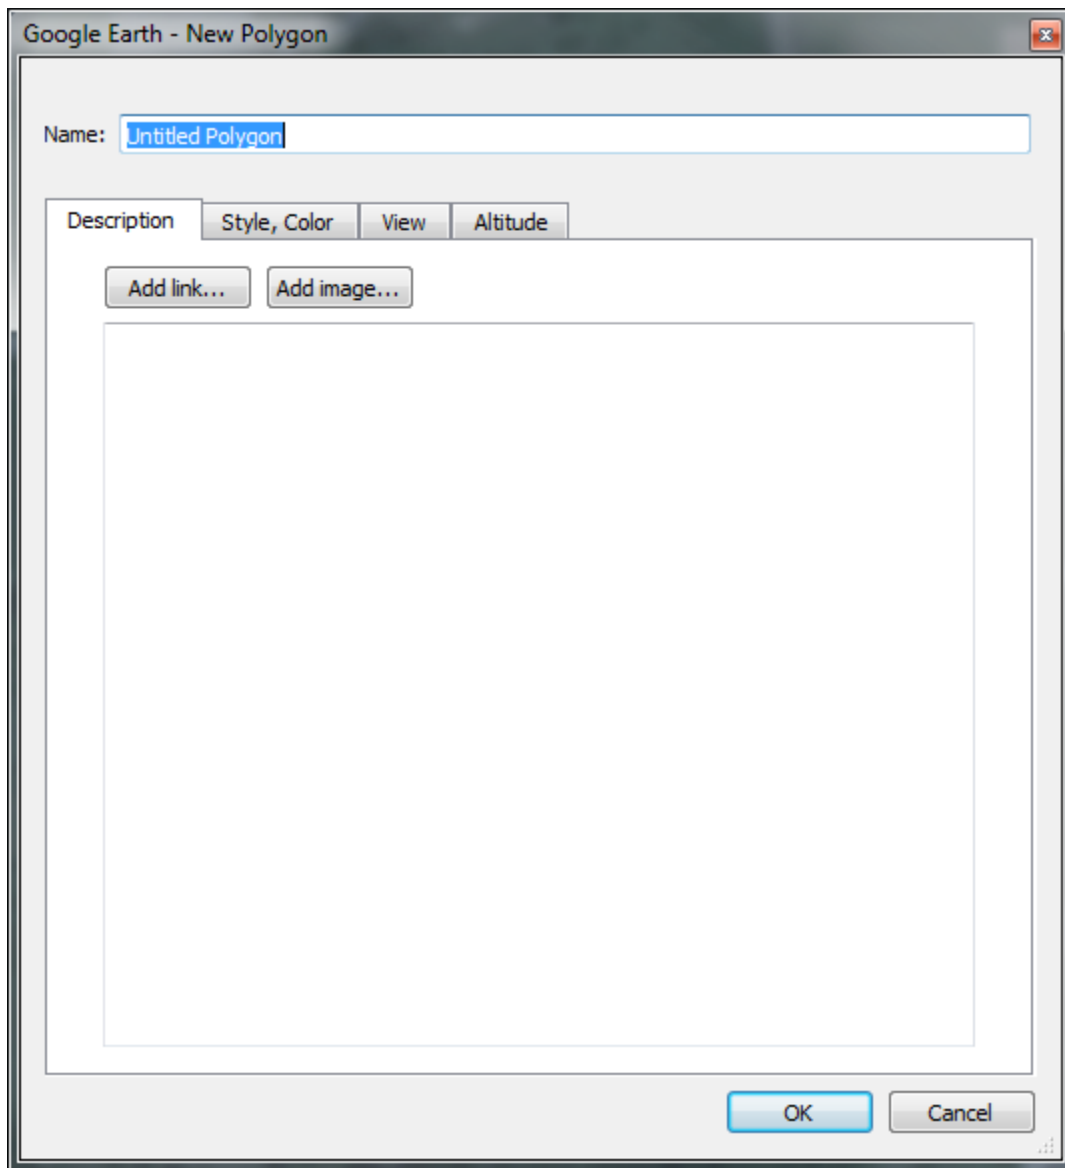 Google Earth - New Polygon
Name: Untitled Polygon
Description Style, Color View Altitude
Add link... Add image...
OK Cancel